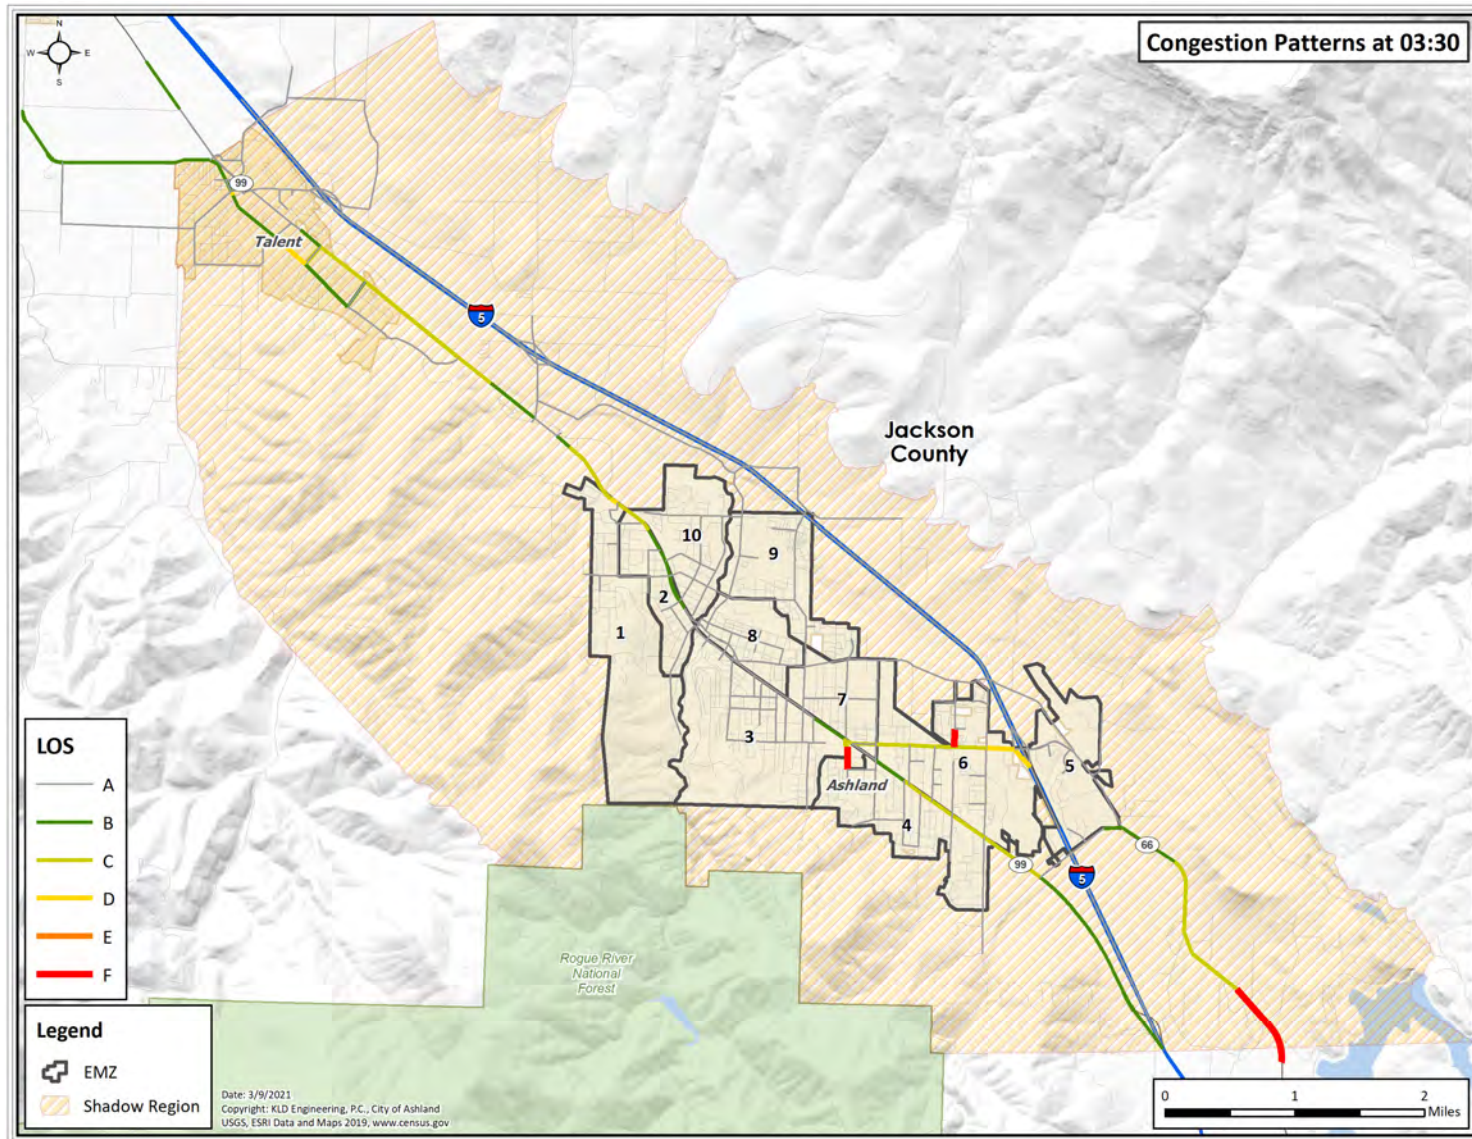 Congestion Patterns at 03:30
N
W
E
S
99
Talent
5
Jackson
County
10
9
2
1
8
7
3
6
5
Ashland
4
66
99
5
LOS
A
B
C
D
E
F
Rogue River
National
Forest
Legend
EMZ
Shadow Region
Date: 3/9/2021
Copyright: KLD Engineering, P.C., City of Ashland
USGS, ESRI Data and Maps 2019, www.census.gov
0 1 2
Miles